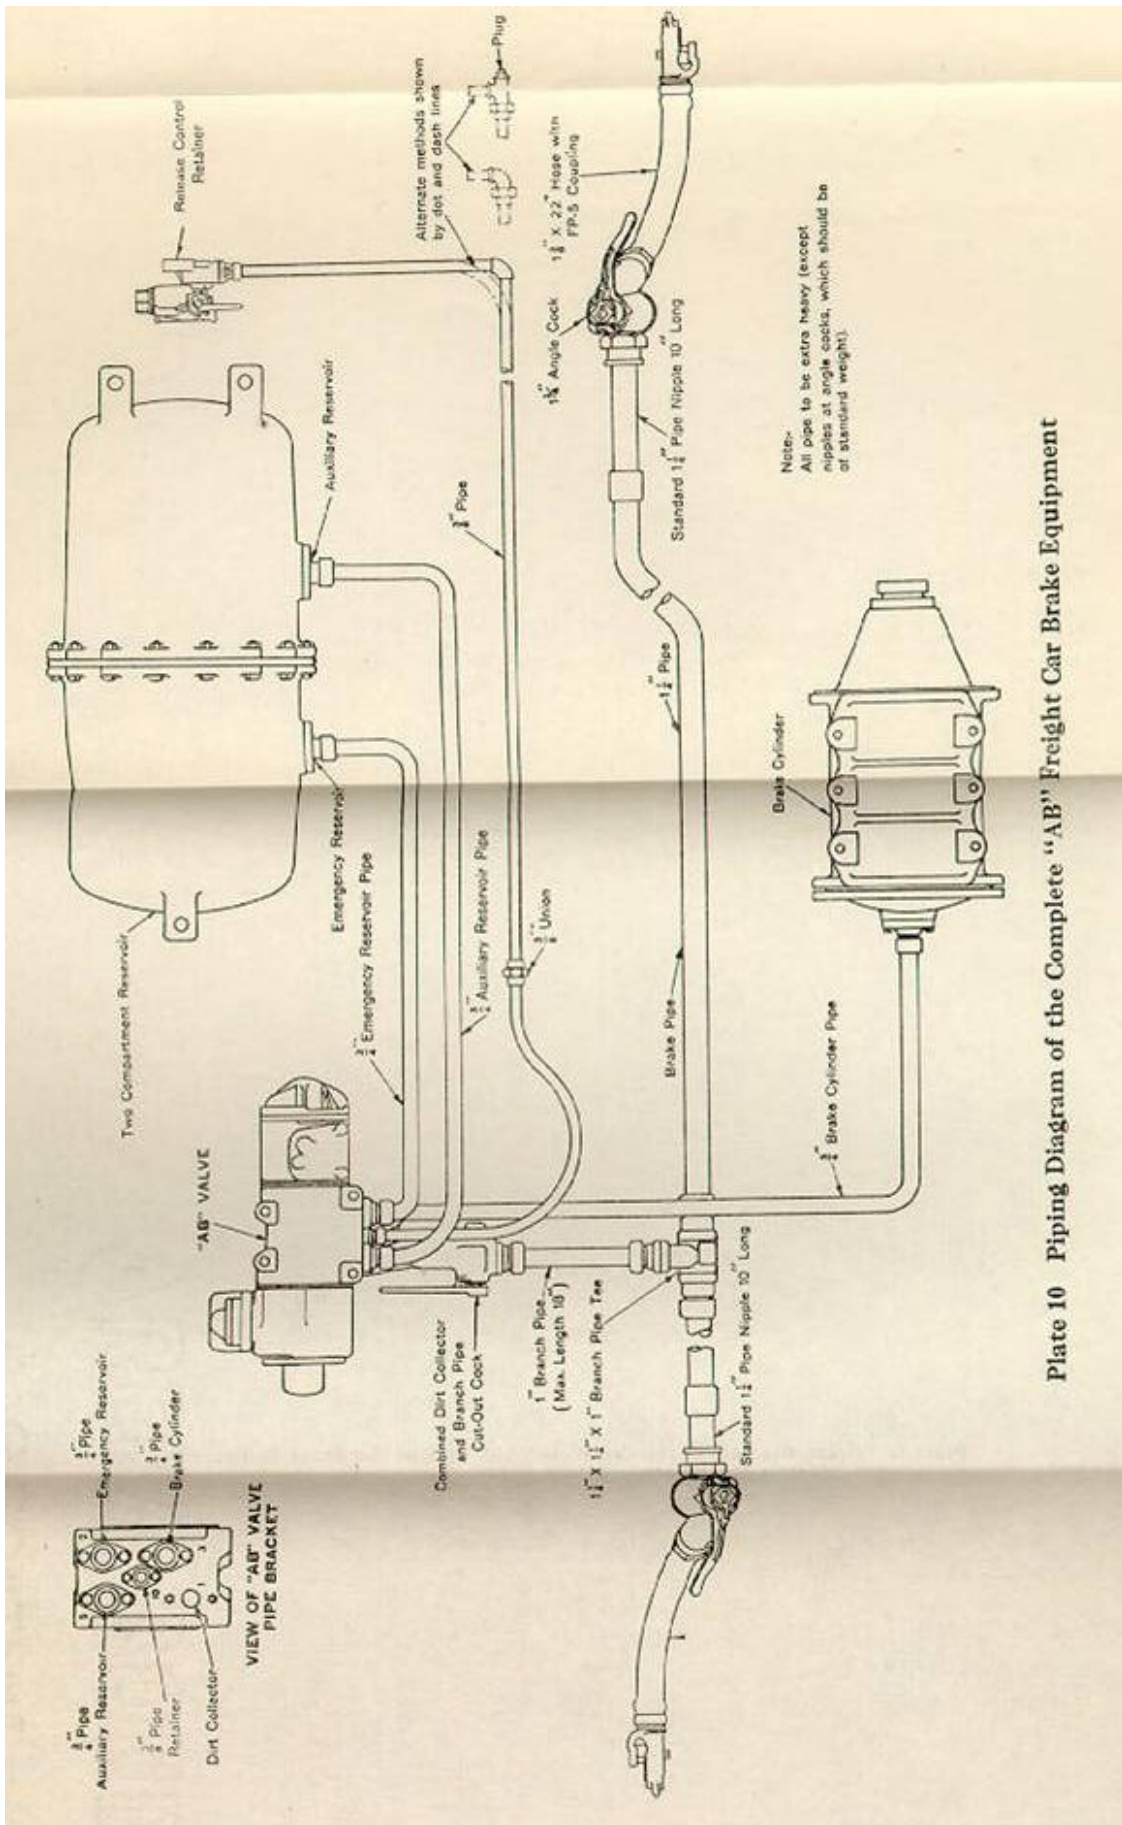 VIEW OF "AB" VALVE
PIPE BRACKET
3/4" Pipe
Auxiliary Reservoir
Pipe
Retainer
Dirt Collector
3/4" Pipe
Emergency Reservoir
3/4" Pipe
Brake Cylinder
"AB" VALVE
Two Compartment Reservoir
Emergency Reservoir
Auxiliary Reservoir
Release Control
Retainer
3/4" Emergency Reservoir Pipe
3/4" Auxiliary Reservoir Pipe
3/8" Union
3/8" Pipe
Alternate methods shown
by dot and dash lines
Plug
Combined Dirt Collector
and Branch Pipe
Cut-Out Cock
1" Branch Pipe
(Max. Length 18")
1 1/4" X 1 1/4" X 1" Branch Pipe Tee
Standard 1 1/4" Pipe Nipple 10" Long
Brake Pipe
1 1/4" Pipe
1 1/4" Angle Cock
1 3/8" X 22" Hose with
FP-5 Coupling
Standard 1 1/4" Pipe Nipple 10" Long
3/4" Brake Cylinder Pipe
Brake Cylinder
Note:-
All pipe to be extra heavy (except
nipples at angle cocks, which should be
of standard weight).
Plate 10 Piping Diagram of the Complete "AB" Freight Car Brake Equipment